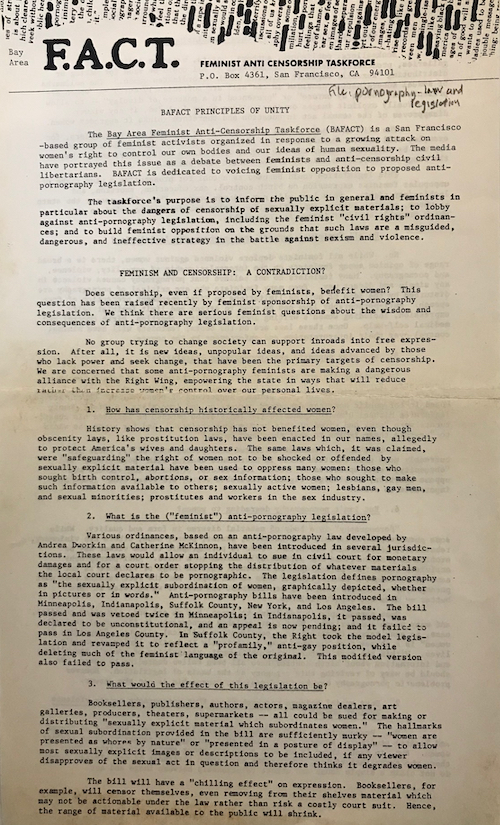 Bay
Area
F.A.C.T.
FEMINIST ANTI CENSORSHIP TASKFORCE
P.O. Box 4361, San Francisco, CA 94101
File: pornography - law and
legislation
BAFACT PRINCIPLES OF UNITY
The Bay Area Feminist Anti-Censorship Taskforce (BAFACT) is a San Francisco
-based group of feminist activists organized in response to a growing attack on
women's right to control our own bodies and our ideas of human sexuality. The media
have portrayed this issue as a debate between feminists and anti-censorship civil
libertarians. BAFACT is dedicated to voicing feminist opposition to proposed anti-
pornography legislation.
The taskforce's purpose is to inform the public in general and feminists in
particular about the dangers of censorship of sexually explicit materials; to lobby
against anti-pornography legislation, including the feminist "civil rights" ordinan-
ces; and to build feminist opposition on the grounds that such laws are a misguided,
dangerous, and ineffective strategy in the battle against sexism and violence.
FEMINISM AND CENSORSHIP: A CONTRADICTION?
Does censorship, even if proposed by feminists, benefit women? This
question has been raised recently by feminist sponsorship of anti-pornography
legislation. We think there are serious feminist questions about the wisdom and
consequences of anti-pornography legislation.
No group trying to change society can support inroads into free expres-
sion. After all, it is new ideas, unpopular ideas, and ideas advanced by those
who lack power and seek change, that have been the primary targets of censorship.
We are concerned that some anti-pornography feminists are making a dangerous
alliance with the Right Wing, empowering the state in ways that will reduce
rather than increase women's control over our personal lives.
1. How has censorship historically affected women?
History shows that censorship has not benefited women, even though
obscenity laws, like prostitution laws, have been enacted in our names, allegedly
to protect America's wives and daughters. The same laws which, it was claimed,
were "safeguarding" the right of women not to be shocked or offended by
sexually explicit material have been used to oppress many women: those who
sought birth control, abortions, or sex information; those who sought to make
such information available to others; sexually active women; lesbians, gay men,
and sexual minorities; prostitutes and workers in the sex industry.
2. What is the ("feminist") anti-pornography legislation?
Various ordinances, based on an anti-pornography law developed by
Andrea Dworkin and Catherine McKinnon, have been introduced in several jurisdic-
tions. These laws would allow an individual to sue in civil court for monetary
damages and for a court order stopping the distribution of whatever materials
the local court declares to be pornographic. The legislation defines pornography
as "the sexually explicit subordination of women, graphically depicted, whether
in pictures or in words." Anti-pornography bills have been introduced in
Minneapolis, Indianapolis, Suffolk County, New York, and Los Angeles. The bill
passed and was vetoed twice in Minneapolis; in Indianapolis, it passed, was
declared to be unconstitutional, and an appeal is now pending; and it failed to
pass in Los Angeles County. In Suffolk County, the Right took the model legis-
lation and revamped it to reflect a "profamily," anti-gay position, while
deleting much of the feminist language of the original. This modified version
also failed to pass.
3. What would the effect of this legislation be?
Booksellers, publishers, authors, actors, magazine dealers, art
galleries, producers, theaters, supermarkets -- all could be sued for making or
distributing "sexually explicit material which subordinates women." The hallmarks
of sexual subordination provided in the bill are sufficiently murky -- "women are
presented as whores by nature" or "presented in a posture of display" -- to allow
most sexually explicit images or descriptions to be included, if any viewer
disapproves of the sexual act in question and therefore thinks it degrades women.
The bill will have a "chilling effect" on expression. Booksellers, for
example, will censor themselves, even removing from their shelves material which
may not be actionable under the law rather than risk a costly court suit. Hence,
the range of material available to the public will shrink.